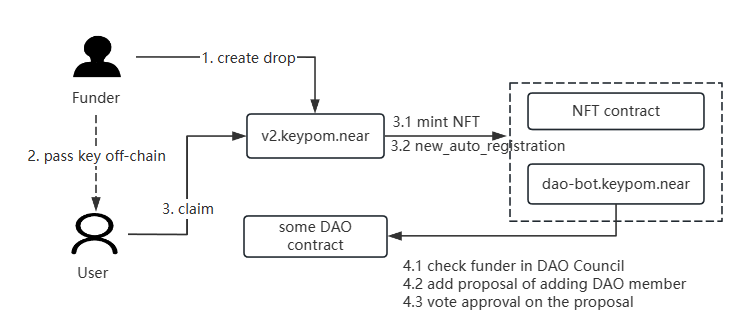 1. create drop
Funder
v2.keypom.near
3.1 mint NFT
3.2 new_auto_registration
NFT contract
2. pass key off-chain
dao-bot.keypom.near
3. claim
some DAO
contract
User
4.1 check funder in DAO Council
4.2 add proposal of adding DAO member
4.3 vote approval on the proposal